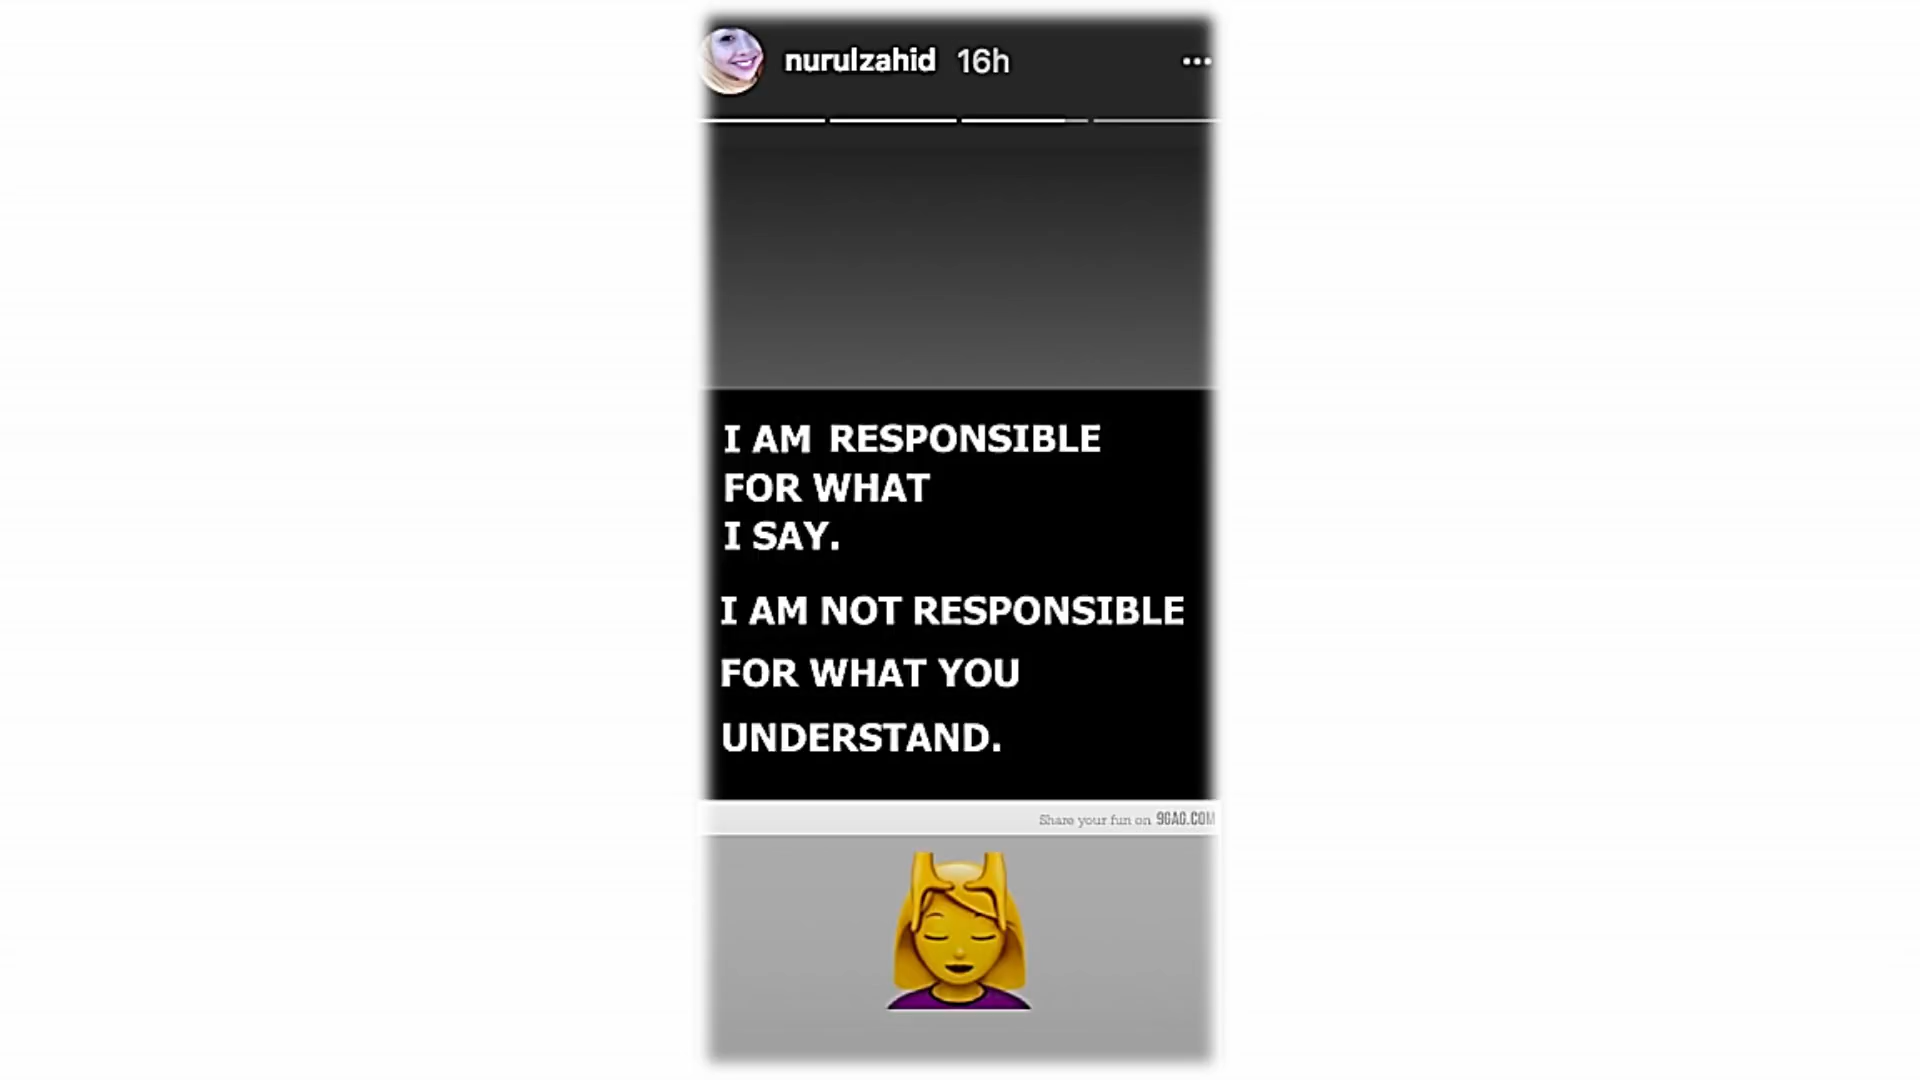 nurulzahid 16h
I AM RESPONSIBLE
FOR WHAT
I SAY.
I AM NOT RESPONSIBLE
FOR WHAT YOU
UNDERSTAND.
Share your fun on 9GAG.COM